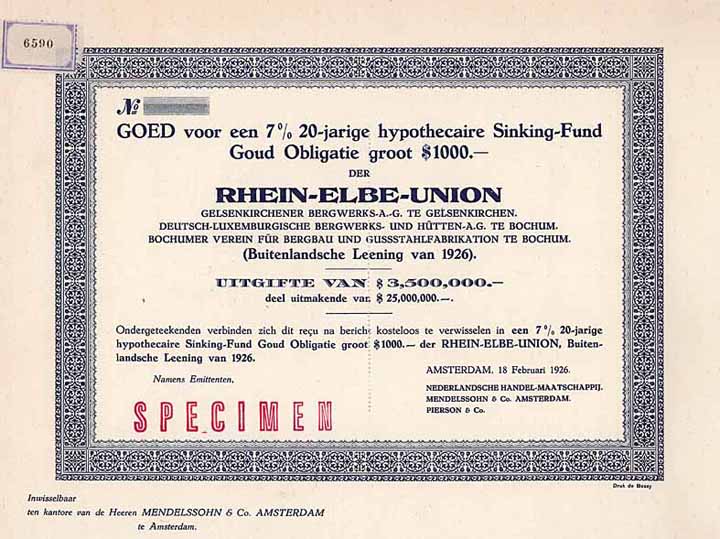 6590
№
GOED voor een 7% 20-jarige hypothecaire Sinking-Fund
Goud Obligatie groot $1000.—
DER
RHEIN-ELBE-UNION
GELSENKIRCHENER BERGWERKS-A.-G. TE GELSENKIRCHEN.
DEUTSCH-LUXEMBURGISCHE BERGWERKS- UND HÜTTEN-A.G. TE BOCHUM.
BOCHUMER VEREIN FÜR BERGBAU UND GUSSSTAHLFABRIKATION TE BOCHUM.
(Buitenlandsche Leening van 1926).
UITGIFTE VAN $ 3,500,000.—
deel uitmakende van $ 25,000,000.—.
Ondergeteekenden verbinden zich dit reçu na bericht kosteloos te verwisselen in een 7% 20-jarige
hypothecaire Sinking-Fund Goud Obligatie groot $1000.— der RHEIN-ELBE-UNION, Buiten-
landsche Leening van 1926.
AMSTERDAM, 18 Februari 1926.
Namens Emittenten,
NEDERLANDSCHE HANDEL-MAATSCHAPPIJ.
MENDELSSOHN & Co. AMSTERDAM.
PIERSON & Co.
SPECIMEN
Druk de Bussy
Inwisselbaar
ten kantore van de Heeren MENDELSSOHN & Co. AMSTERDAM
te Amsterdam.